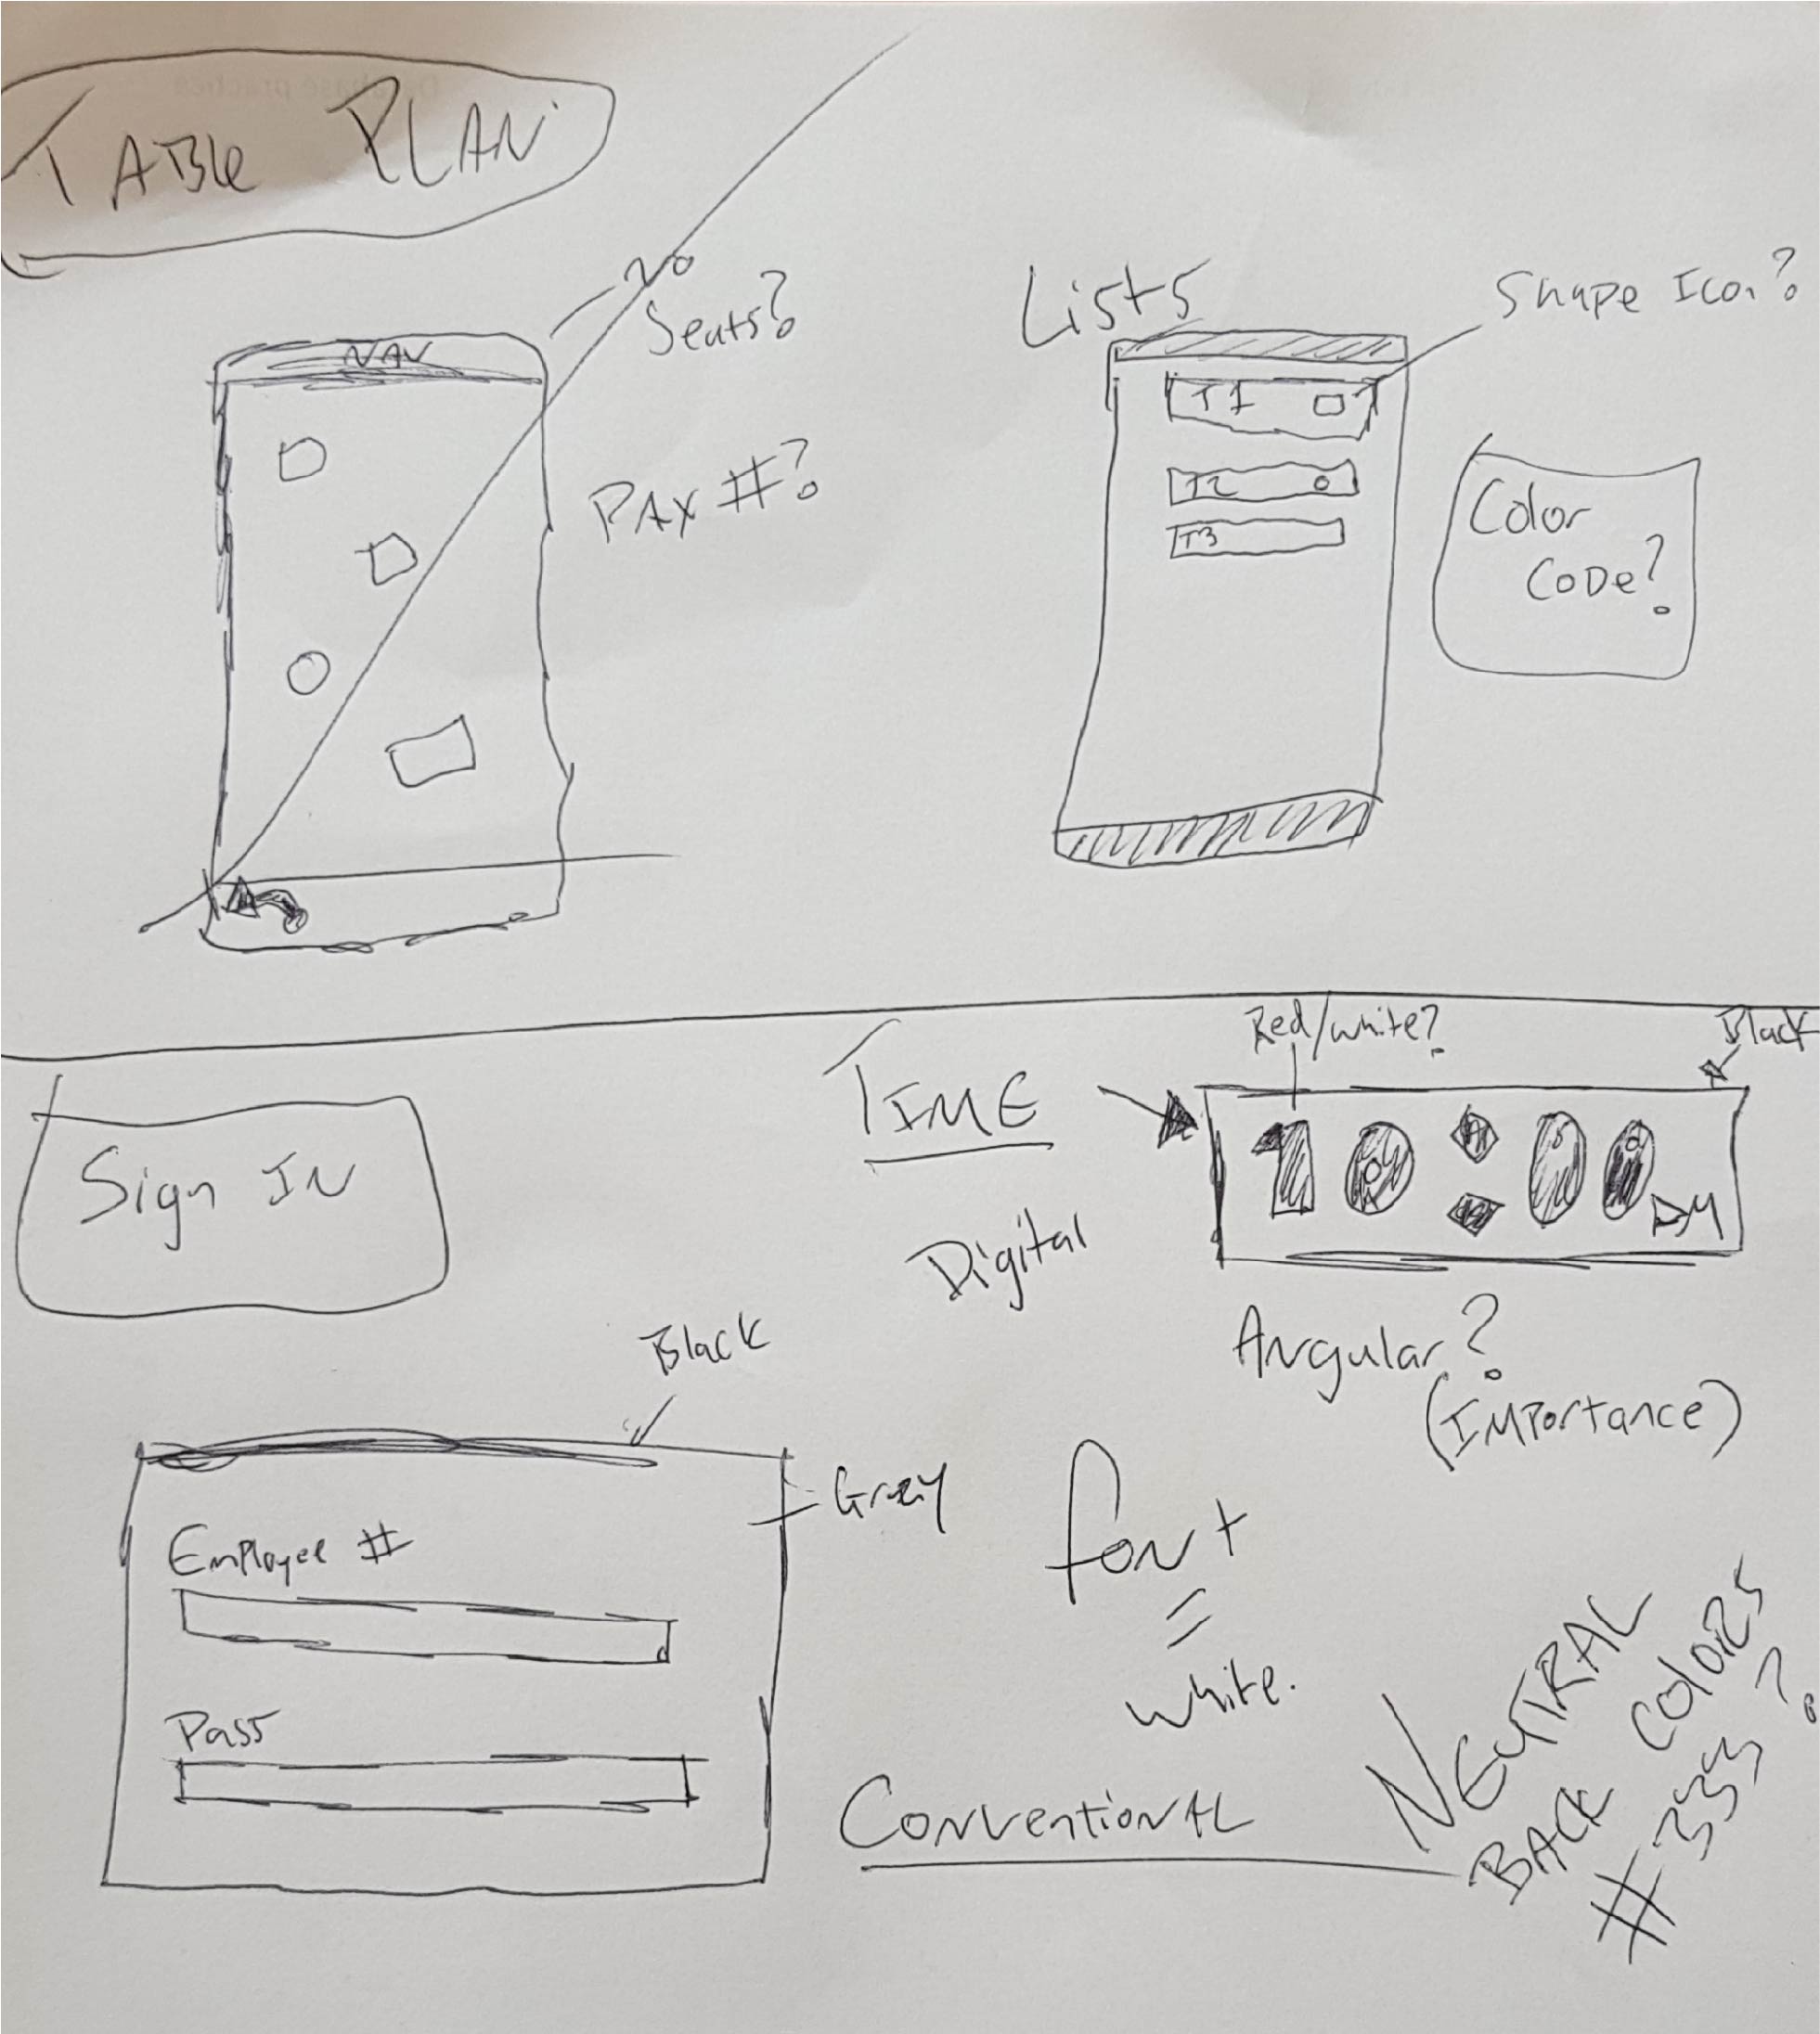 TABLE PLAN
No
Seats?
NAV
PAX #?
Lists
Shape Icon?
T1
T2
T3
Color
CODe?
Sign IN
TIME
Digital
Red/white?
Black
10:00
AM
Angular?
(IMPortance)
Black
Grey
Employee #
Pass
font
=
white.
Conventional
NEUTRAL
BACK COLORS
#333?